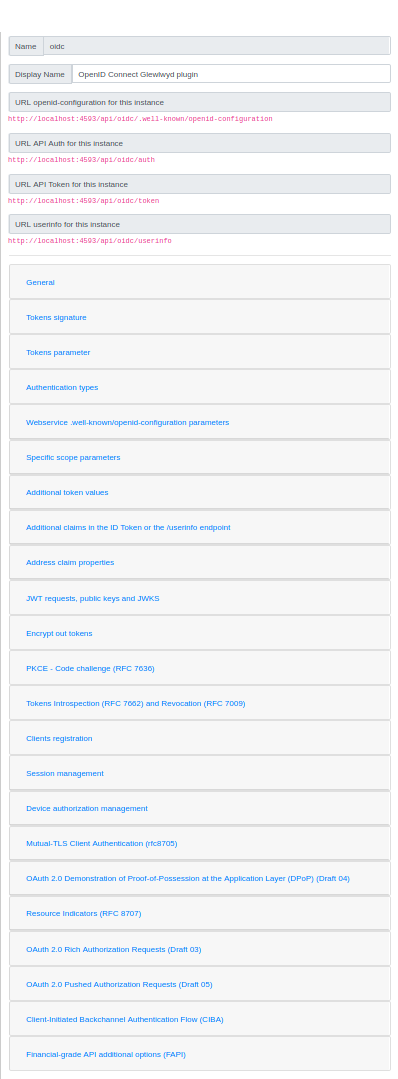 Name oidc
Display Name OpenID Connect Glewlwyd plugin
URL openid-configuration for this instance
http://localhost:4593/api/oidc/.well-known/openid-configuration
URL API Auth for this instance
http://localhost:4593/api/oidc/auth
URL API Token for this instance
http://localhost:4593/api/oidc/token
URL userinfo for this instance
http://localhost:4593/api/oidc/userinfo
General
Tokens signature
Tokens parameter
Authentication types
Webservice .well-known/openid-configuration parameters
Specific scope parameters
Additional token values
Additional claims in the ID Token or the /userinfo endpoint
Address claim properties
JWT requests, public keys and JWKS
Encrypt out tokens
PKCE - Code challenge (RFC 7636)
Tokens Introspection (RFC 7662) and Revocation (RFC 7009)
Clients registration
Session management
Device authorization management
Mutual-TLS Client Authentication (rfc8705)
OAuth 2.0 Demonstration of Proof-of-Possession at the Application Layer (DPoP) (Draft 04)
Resource Indicators (RFC 8707)
OAuth 2.0 Rich Authorization Requests (Draft 03)
OAuth 2.0 Pushed Authorization Requests (Draft 05)
Client-Initiated Backchannel Authentication Flow (CIBA)
Financial-grade API additional options (FAPI)